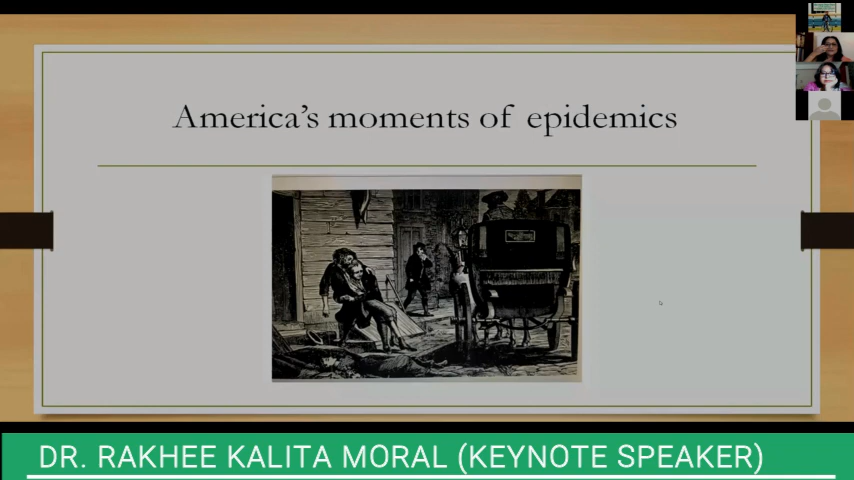 America's moments of epidemics
DR. RAKHEE KALITA MORAL (KEYNOTE SPEAKER)